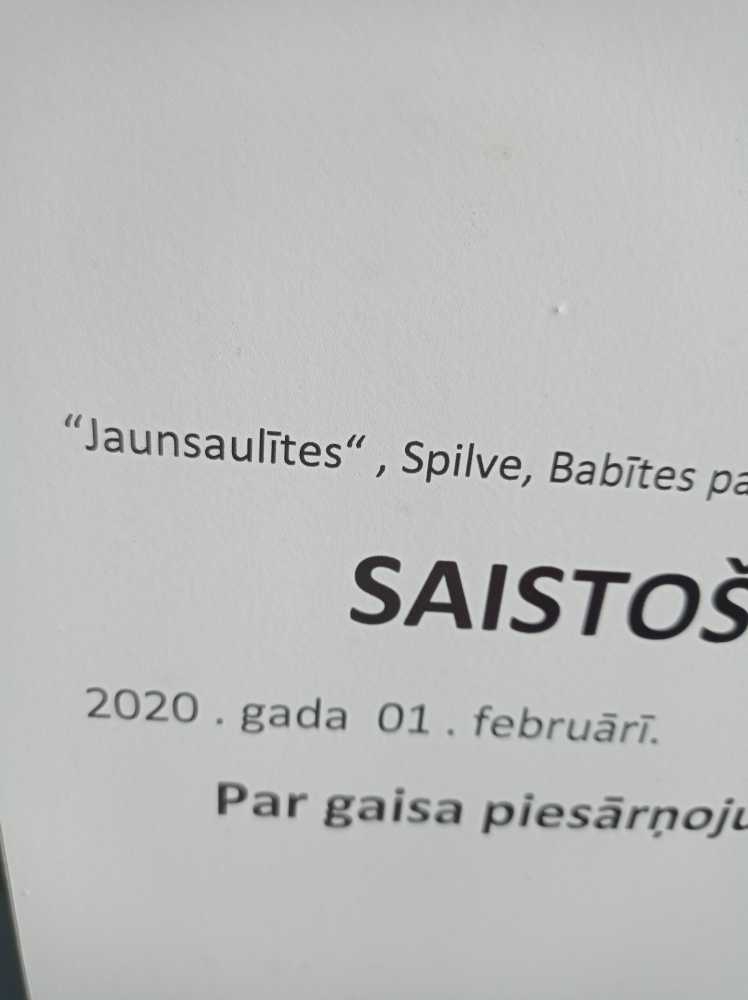 “Jaunsaulītes“ , Spilve, Babītes pa
SAISTOŠ
2020 . gada 01 . februārī.
Par gaisa piesārņoju